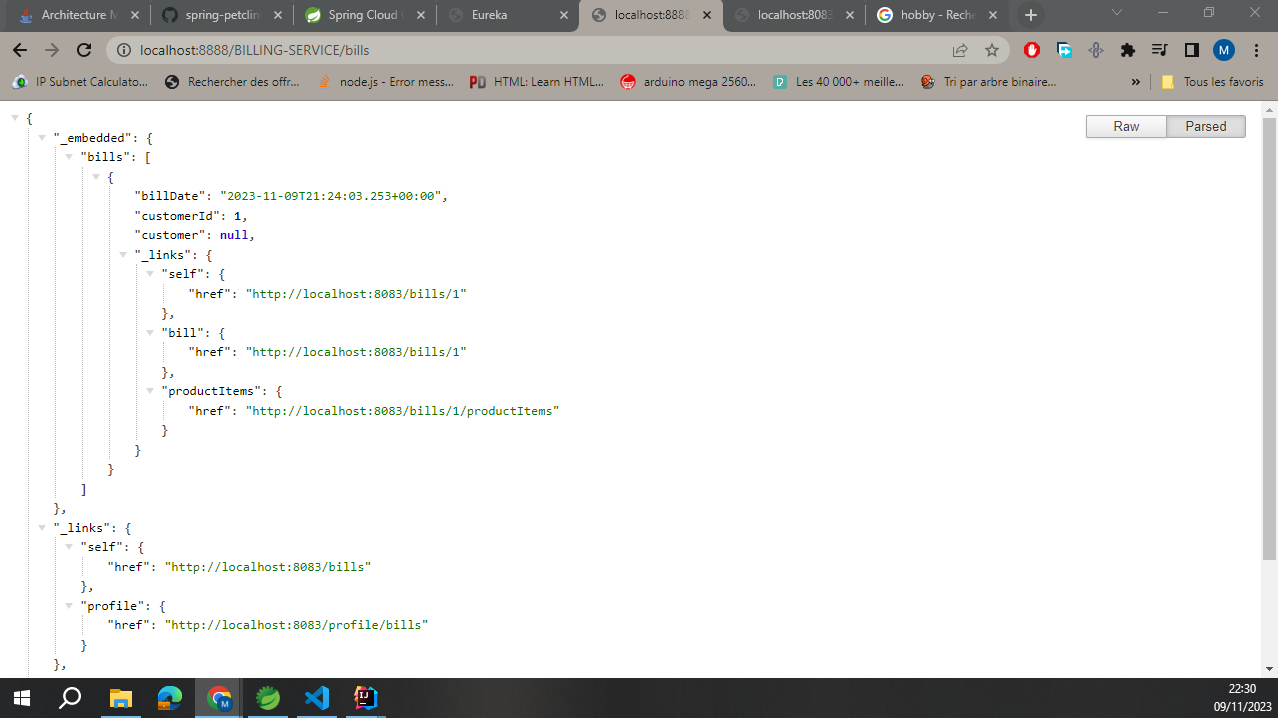 Architecture M
spring-petclin
Spring Cloud
Eureka
localhost:8888
localhost:8083
hobby - Reche
localhost:8888/BILLING-SERVICE/bills
M
IP Subnet Calculato...
Rechercher des offr...
node.js - Error mess...
HTML: Learn HTML...
arduino mega 2560...
Les 40 000+ meille...
Tri par arbre binaire...
»
Tous les favoris
Raw
Parsed
{
"_embedded": {
"bills": [
{
"billDate": "2023-11-09T21:24:03.253+00:00",
"customerId": 1,
"customer": null,
"_links": {
"self": {
"href": "http://localhost:8083/bills/1"
},
"bill": {
"href": "http://localhost:8083/bills/1"
},
"productItems": {
"href": "http://localhost:8083/bills/1/productItems"
}
}
}
]
},
"_links": {
"self": {
"href": "http://localhost:8083/bills"
},
"profile": {
"href": "http://localhost:8083/profile/bills"
}
},
22:30
09/11/2023